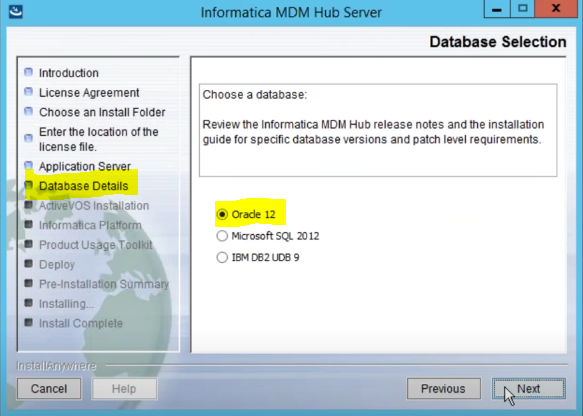 Informatica MDM Hub Server
Database Selection
Introduction
License Agreement
Choose an Install Folder
Enter the location of the
license file.
Application Server
Database Details
ActiveVOS Installation
Informatica Platform
Product Usage Toolkit
Deploy
Pre-Installation Summary
Installing...
Install Complete
Choose a database:
Review the Informatica MDM Hub release notes and the installation
guide for specific database versions and patch level requirements.
Oracle 12
Microsoft SQL 2012
IBM DB2 UDB 9
InstallAnywhere
Cancel
Help
Previous
Next